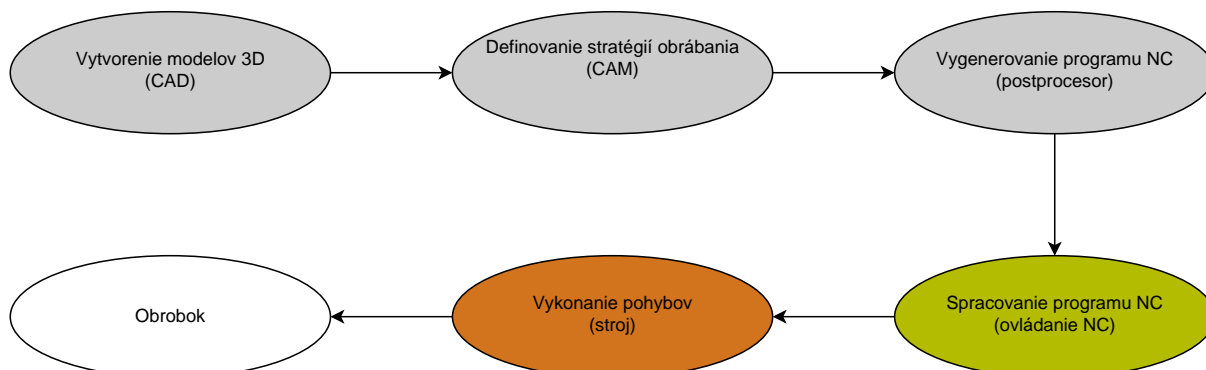 Vytvorenie modelov 3D
(CAD)
Definovanie stratégií obrábania
(CAM)
Vygenerovanie programu NC
(postprocesor)
Obrobok
Vykonanie pohybov
(stroj)
Spracovanie programu NC
(ovládanie NC)